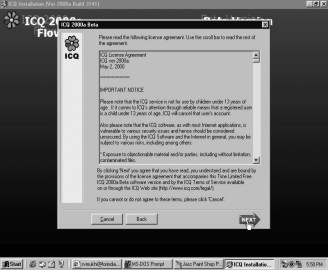 ICQ Installation (Ver 2000a Build 3141)
ICQ 2000a Beta
ICQ
Please read the following license agreement. Use the scroll bar to read the rest of
the agreement.
ICQ License Agreement
ICQ ver.2000a
May 2, 2000
IMPORTANT NOTICE
Please note that the ICQ service is not for use by children under 13 years of
age. If it comes to ICQ's attention through reliable means that a registered user
is a child under 13 years of age, ICQ will cancel that user's account.
Also please note that the ICQ software, as with most Internet applications, is
vulnerable to various security issues and hence should be considered
unsecured. By using the ICQ Software and the Internet in general, you may be
subject to various risks, including among others:
* Exposure to objectionable material and/or parties, including without limitation,
contaminated files.
By clicking 'Next' you agree that you have read, understand and are bound by
the provisions of the license agreement that accompanies this Time Limited Free
ICQ 2000a Beta software version and by the ICQ Terms of Service available
on or through the ICQ Web site (http://www.icq.com/legal/)
If you cannot or do not agree to these terms, please click 'Cancel'.
Cancel Back NEXT
Start MS-DOS Prompt Jasc Paint Shop P... ICQ Installatio... 5:50 PM